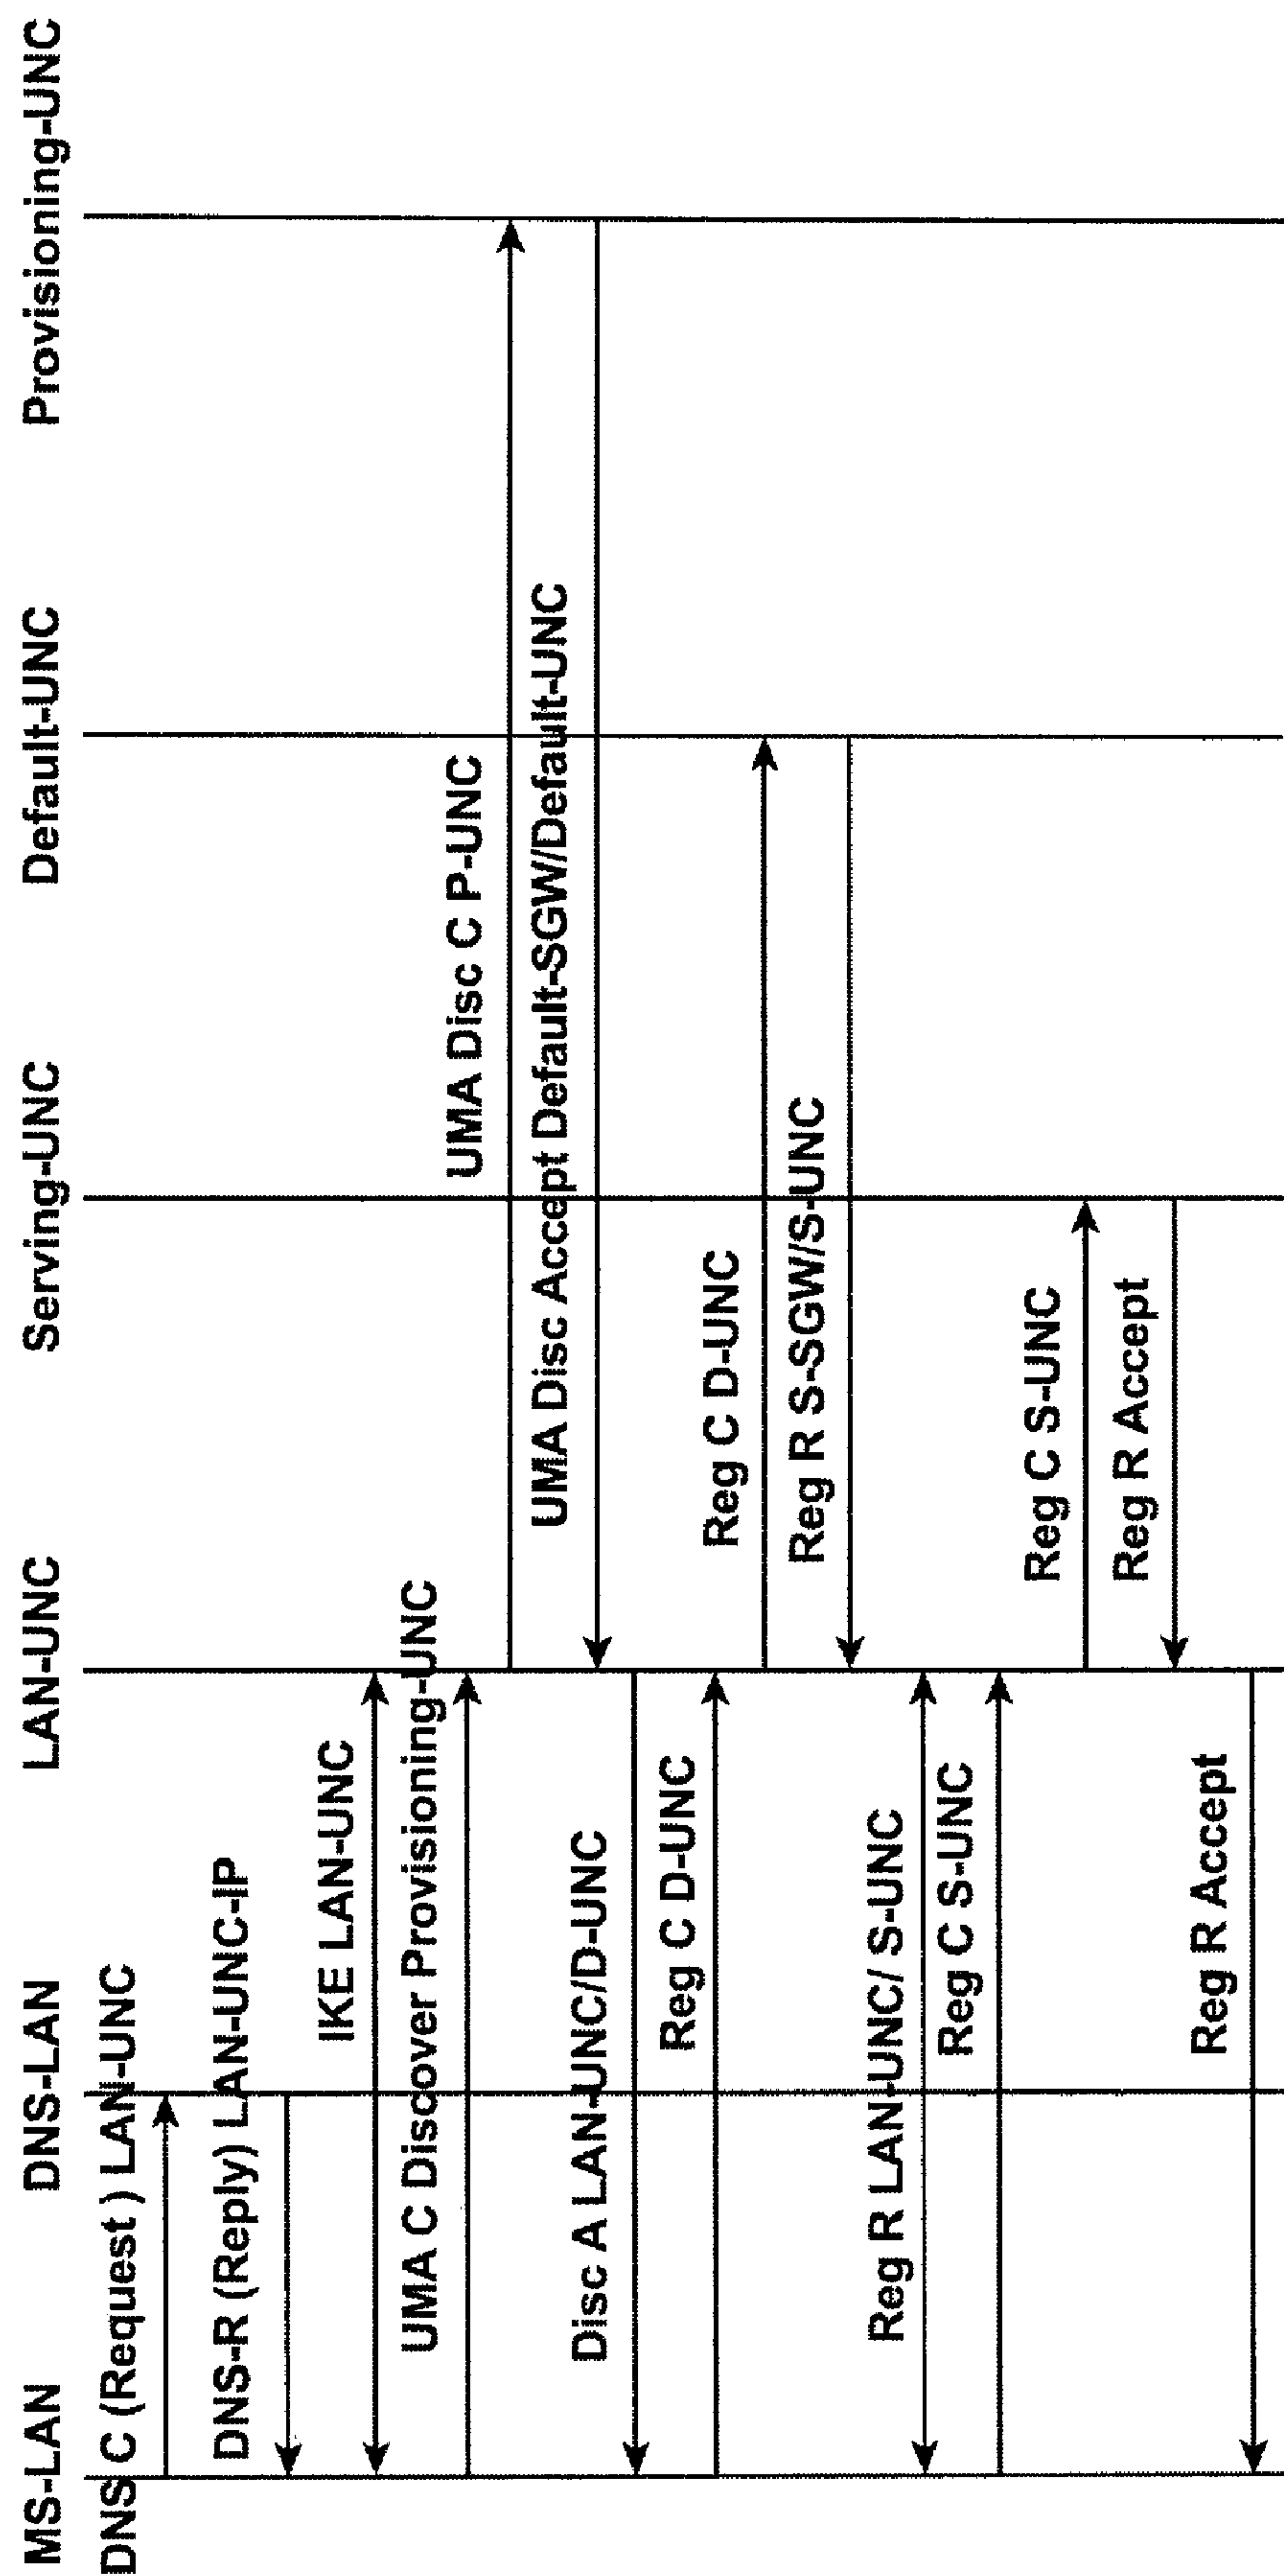 MS-LAN
DNS-LAN
LAN-UNC
Serving-UNC
Default-UNC
Provisioning-UNC
DNS C (Request ) LAN-UNC
DNS-R (Reply) LAN-UNC-IP
IKE LAN-UNC
UMA C Discover Provisioning-UNC
UMA Disc C P-UNC
UMA Disc Accept Default-SGW/Default-UNC
Disc A LAN-UNC/D-UNC
Reg C D-UNC
Reg C D-UNC
Reg R S-SGW/S-UNC
Reg R LAN-UNC/ S-UNC
Reg C S-UNC
Reg C S-UNC
Reg R Accept
Reg R Accept